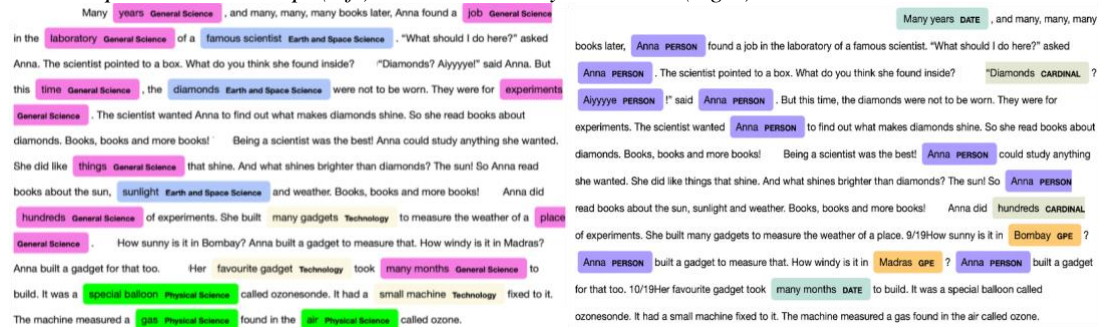 Many years General Science , and many, many, many books later, Anna found a job General Science
in the laboratory General Science of a famous scientist Earth and Space Science . "What should I do here?" asked
Anna. The scientist pointed to a box. What do you think she found inside? "Diamonds? Aiyyyye!" said Anna. But
this time General Science , the diamonds Earth and Space Science were not to be worn. They were for experiments
General Science . The scientist wanted Anna to find out what makes diamonds shine. So she read books about
diamonds. Books, books and more books! Being a scientist was the best! Anna could study anything she wanted.
She did like things General Science that shine. And what shines brighter than diamonds? The sun! So Anna read
books about the sun, sunlight Earth and Space Science and weather. Books, books and more books! Anna did
hundreds General Science of experiments. She built many gadgets Technology to measure the weather of a place
General Science . How sunny is it in Bombay? Anna built a gadget to measure that. How windy is it in Madras?
Anna built a gadget for that too. Her favourite gadget Technology took many months General Science to
build. It was a special balloon Physical Science called ozonesonde. It had a small machine Technology fixed to it.
The machine measured a gas Physical Science found in the air Physical Science called ozone.
Many years DATE , and many, many, many
books later, Anna PERSON found a job in the laboratory of a famous scientist. "What should I do here?" asked
Anna PERSON . The scientist pointed to a box. What do you think she found inside? "Diamonds CARDINAL ?
Aiyyyye PERSON !" said Anna PERSON . But this time, the diamonds were not to be worn. They were for
experiments. The scientist wanted Anna PERSON to find out what makes diamonds shine. So she read books about
diamonds. Books, books and more books! Being a scientist was the best! Anna PERSON could study anything
she wanted. She did like things that shine. And what shines brighter than diamonds? The sun! So Anna PERSON
read books about the sun, sunlight and weather. Books, books and more books! Anna did hundreds CARDINAL
of experiments. She built many gadgets to measure the weather of a place. 9/19How sunny is it in Bombay GPE ?
Anna PERSON built a gadget to measure that. How windy is it in Madras GPE ? Anna PERSON built a gadget
for that too. 10/19Her favourite gadget took many months DATE to build. It was a special balloon called
ozonesonde. It had a small machine fixed to it. The machine measured a gas found in the air called ozone.